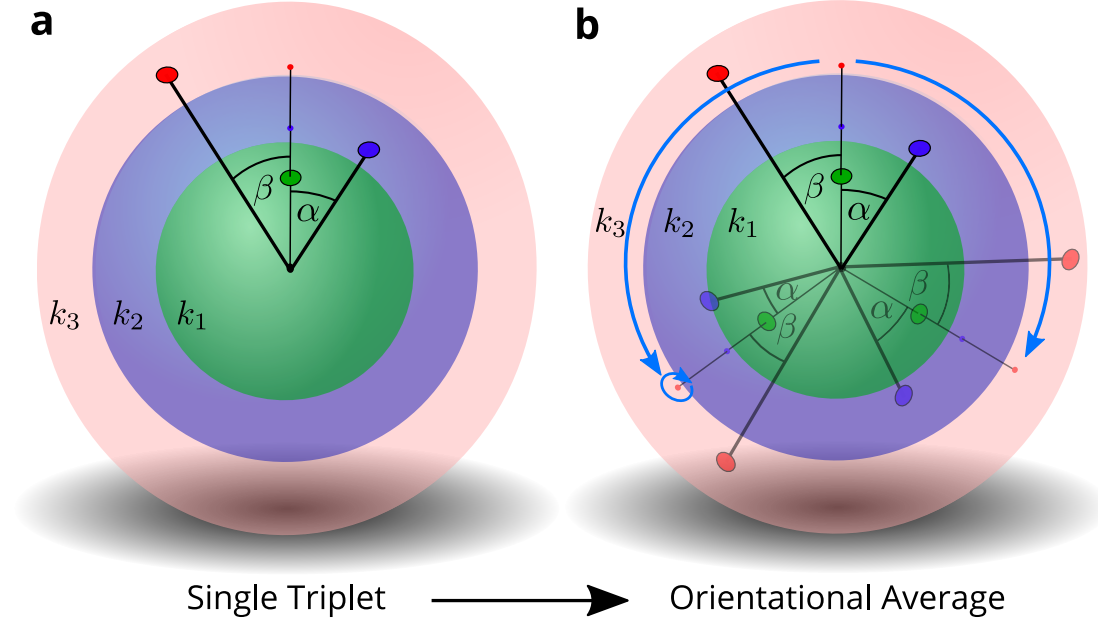 a
b
β
α
k₃ k₂ k₁
β
α
k₃ k₂ k₁
α
β
β
α
Single Triplet
Orientational Average